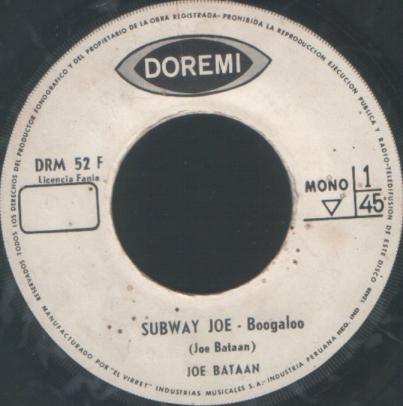 DOREMI
DRM 52 F
Licencia Fania
MONO
1
45
SUBWAY JOE - Boogaloo
(Joe Bataan)
JOE BATAAN
RESERVADOS TODOS LOS DERECHOS DEL PRODUCTOR FONOGRAFICO Y DEL PROPIETARIO DE LA OBRA REGISTRADA - PROHIBIDA LA REPRODUCCION EJECUCION PUBLICA Y RADIO-TELEDIFUSION DE ESTE DISCO
MANUFACTURADO POR "EL VIRREY" INDUSTRIAS MUSICALES S. A. - INDUSTRIA PERUANA REG. IND.